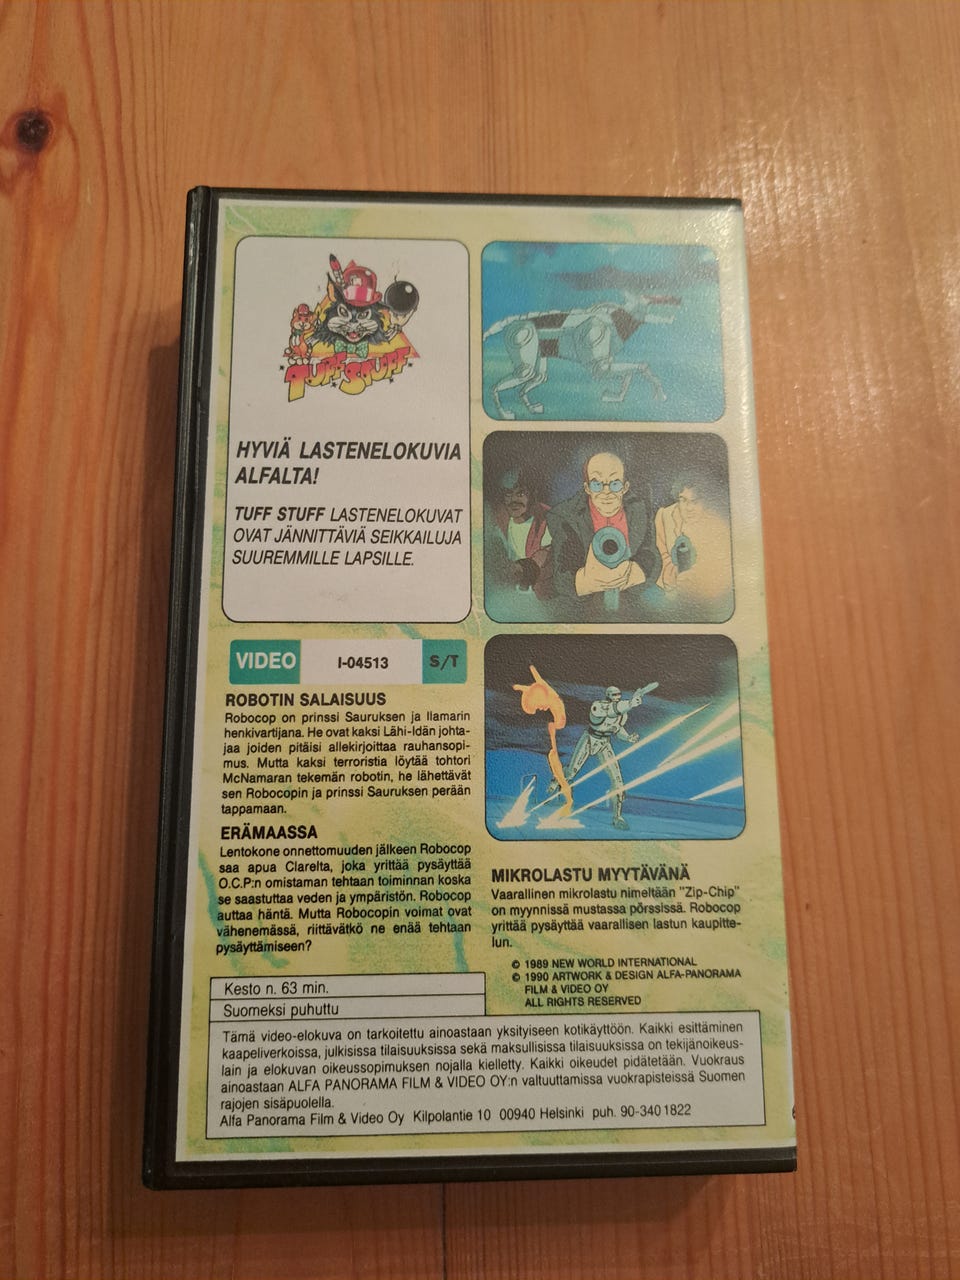 TUFF STUFF
HYVIÄ LASTENELOKUVIA
ALFALTA!
TUFF STUFF LASTENELOKUVAT
OVAT JÄNNITTÄVIÄ SEIKKAILUJA
SUUREMMILLE LAPSILLE.
VIDEO I-04513 S/T
ROBOTIN SALAISUUS
Robocop on prinssi Sauruksen ja Ilamarin
henkivartijana. He ovat kaksi Lähi-Idän johta-
jaa joiden pitäisi allekirjoittaa rauhansopi-
mus. Mutta kaksi terroristia löytää tohtori
McNamaran tekemän robotin, he lähettävät
sen Robocopin ja prinssi Sauruksen perään
tappamaan.
ERÄMAASSA
Lentokone onnettomuuden jälkeen Robocop
saa apua Clarelta, joka yrittää pysäyttää
O.C.P:n omistaman tehtaan toiminnan koska
se saastuttaa veden ja ympäristön. Robocop
auttaa häntä. Mutta Robocopin voimat ovat
vähenemässä, riittävätkö ne enää tehtaan
pysäyttämiseen?
MIKROLASTU MYYTÄVÄNÄ
Vaarallinen mikrolastu nimeltään "Zip-Chip"
on myynnissä mustassa pörssissä. Robocop
yrittää pysäyttää vaarallisen lastun kaupitte-
lun.
© 1989 NEW WORLD INTERNATIONAL
© 1990 ARTWORK & DESIGN ALFA-PANORAMA
FILM & VIDEO OY
ALL RIGHTS RESERVED
Kesto n. 63 min.
Suomeksi puhuttu
Tämä video-elokuva on tarkoitettu ainoastaan yksityiseen kotikäyttöön. Kaikki esittäminen
kaapeliverkoissa, julkisissa tilaisuuksissa sekä maksullisissa tilaisuuksissa on tekijänoikeus-
lain ja elokuvan oikeussopimuksen nojalla kielletty. Kaikki oikeudet pidätetään. Vuokraus
ainoastaan ALFA PANORAMA FILM & VIDEO OY:n valtuuttamissa vuokrapisteissä Suomen
rajojen sisäpuolella.
Alfa Panorama Film & Video Oy Kilpolantie 10 00940 Helsinki puh. 90-340 1822